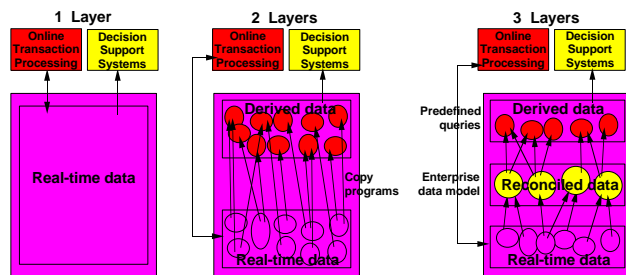 1 Layer
Online
Transaction
Processing
Decision
Support
Systems
Real-time data
2 Layers
Online
Transaction
Processing
Decision
Support
Systems
Derived data
Copy
programs
Real-time data
3 Layers
Online
Transaction
Processing
Decision
Support
Systems
Predefined
queries
Derived data
Enterprise
data model
Reconciled data
Real-time data